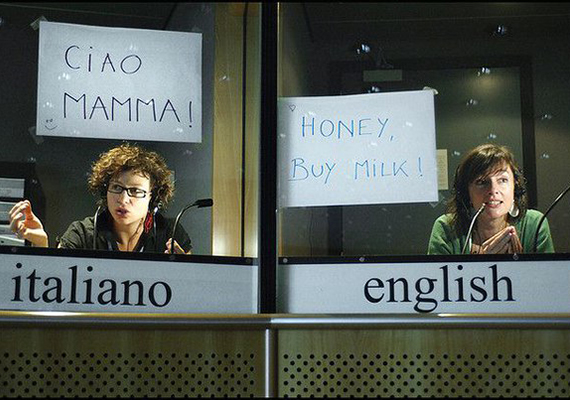 CIAO
MAMMA!
HONEY,
BUY MILK!
italiano
english